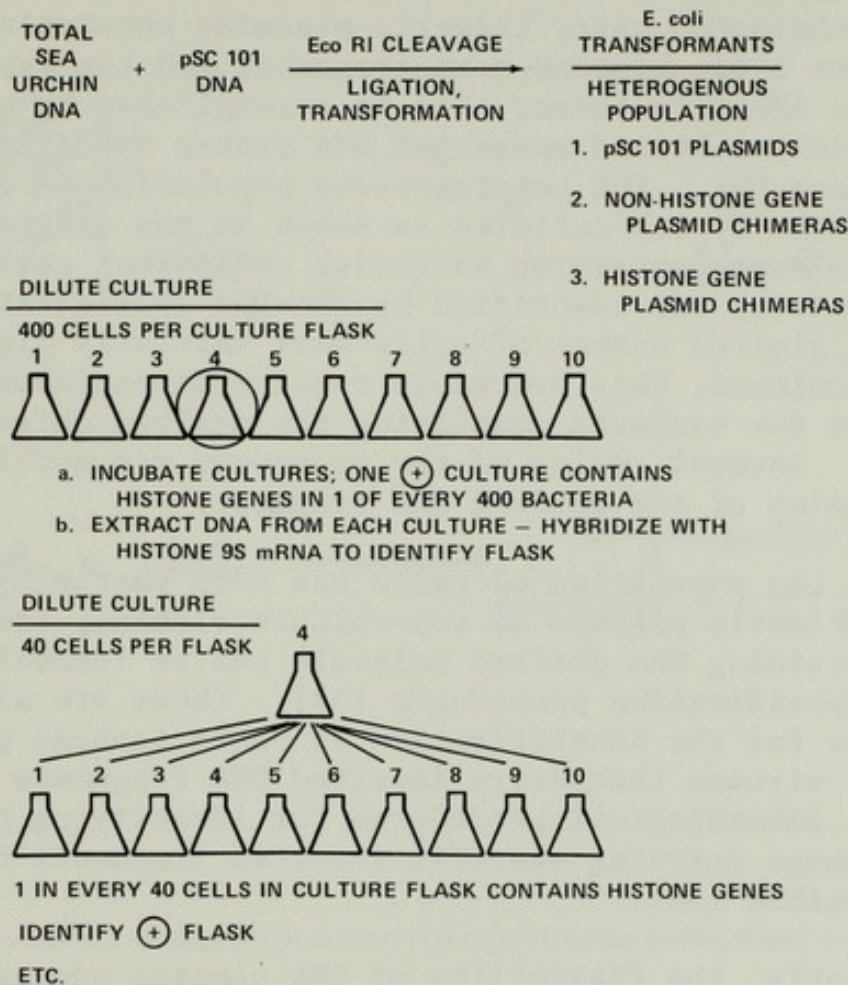 TOTAL
SEA
URCHIN
DNA
+
pSC 101
DNA
Eco RI CLEAVAGE
LIGATION,
TRANSFORMATION
E. coli
TRANSFORMANTS
HETEROGENOUS
POPULATION
1. pSC 101 PLASMIDS
2. NON-HISTONE GENE
PLASMID CHIMERAS
3. HISTONE GENE
PLASMID CHIMERAS
DILUTE CULTURE
400 CELLS PER CULTURE FLASK
1 2 3 4 5 6 7 8 9 10
a. INCUBATE CULTURES; ONE + CULTURE CONTAINS
HISTONE GENES IN 1 OF EVERY 400 BACTERIA
b. EXTRACT DNA FROM EACH CULTURE – HYBRIDIZE WITH
HISTONE 9S mRNA TO IDENTIFY FLASK
DILUTE CULTURE
40 CELLS PER FLASK
4
1 2 3 4 5 6 7 8 9 10
1 IN EVERY 40 CELLS IN CULTURE FLASK CONTAINS HISTONE GENES
IDENTIFY + FLASK
ETC.